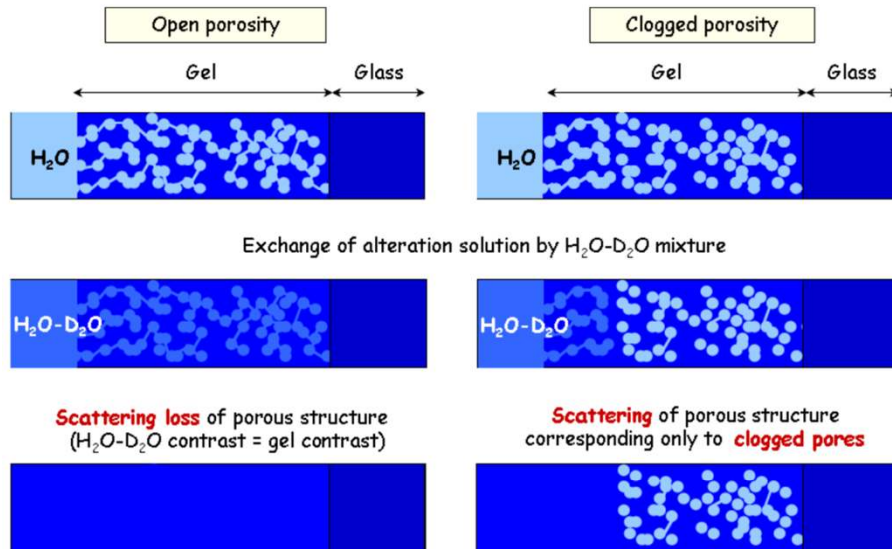 Open porosity
Clogged porosity
Gel
Glass
Gel
Glass
H₂O
H₂O
Exchange of alteration solution by H₂O-D₂O mixture
H₂O-D₂O
H₂O-D₂O
Scattering loss of porous structure
(H₂O-D₂O contrast = gel contrast)
Scattering of porous structure
corresponding only to clogged pores